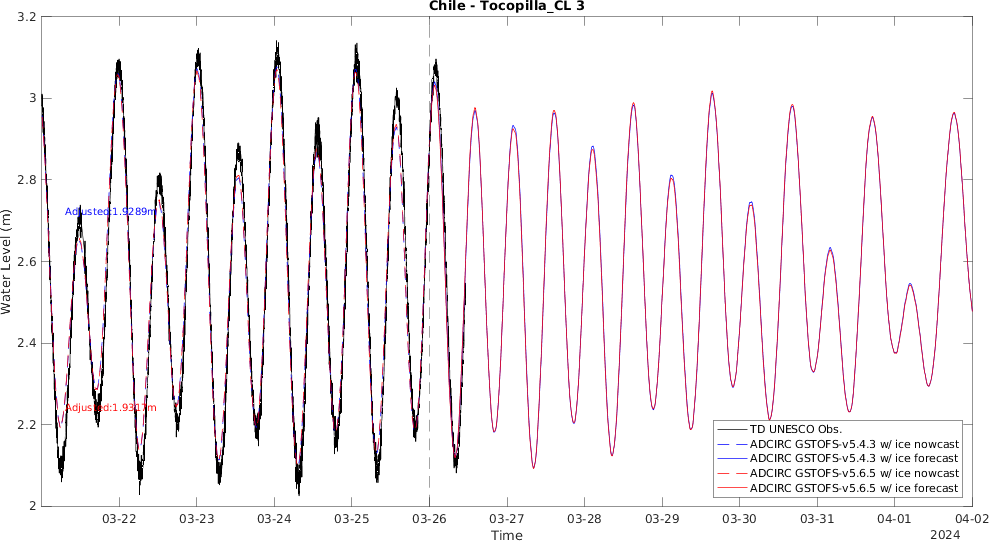 Chile - Tocopilla_CL 3
3.2
3
2.8
2.6
2.4
2.2
2
Water Level (m)
Adjusted:1.9289m
Adjusted:1.9317m
TD UNESCO Obs.
ADCIRC GSTOFS-v5.4.3 w/ ice nowcast
ADCIRC GSTOFS-v5.4.3 w/ ice forecast
ADCIRC GSTOFS-v5.6.5 w/ ice nowcast
ADCIRC GSTOFS-v5.6.5 w/ ice forecast
03-22 03-23 03-24 03-25 03-26 03-27 03-28 03-29 03-30 03-31 04-01 04-02
Time
2024